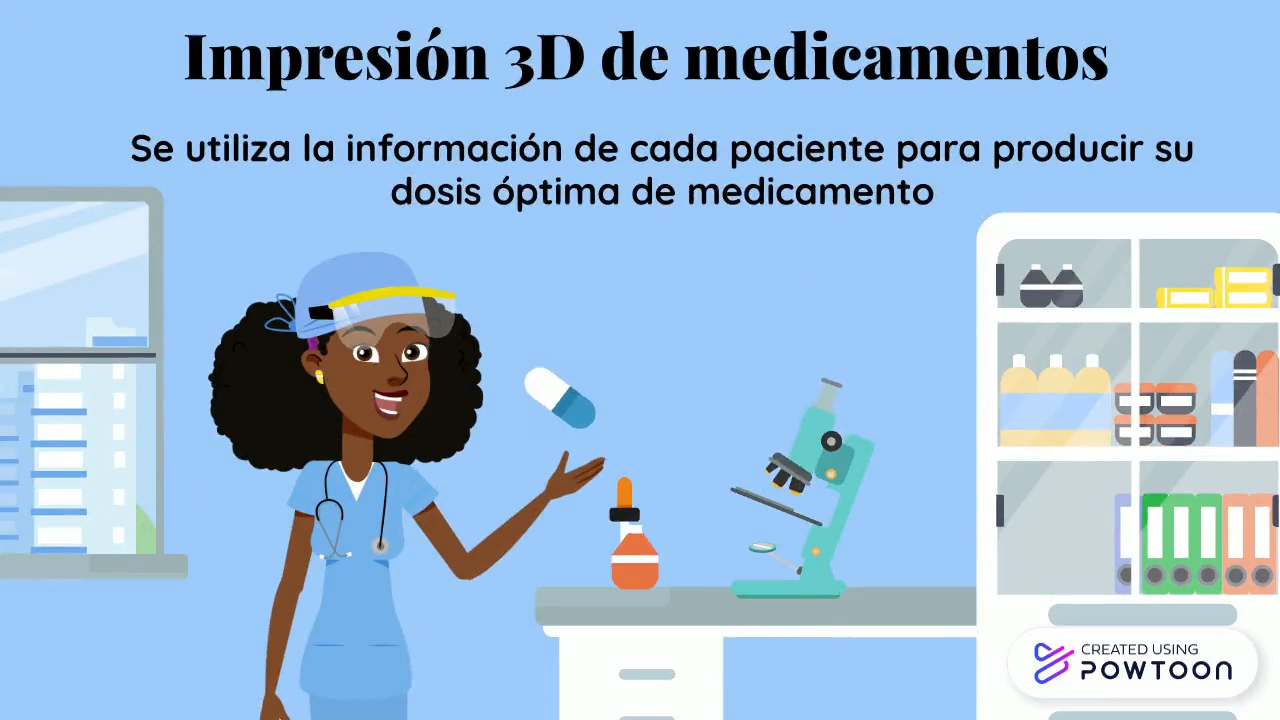 Impresión 3D de medicamentos
Se utiliza la información de cada paciente para producir su
dosis óptima de medicamento
CREATED USING
POWTOON